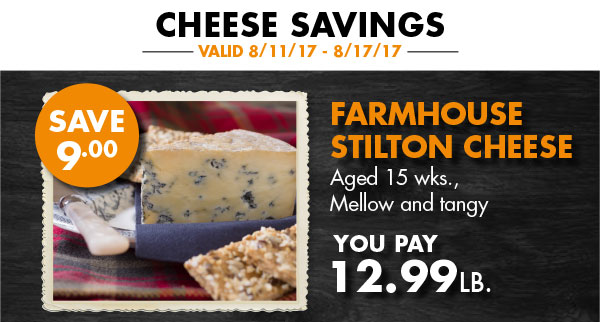 CHEESE SAVINGS
VALID 8/11/17 - 8/17/17
SAVE
9.00
FARMHOUSE
STILTON CHEESE
Aged 15 wks.,
Mellow and tangy
YOU PAY
12.99LB.